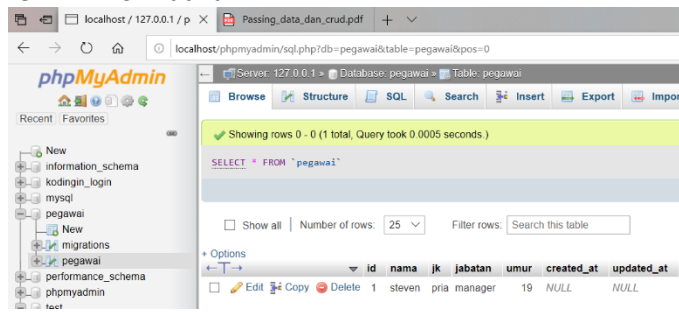 localhost / 127.0.0.1 / p
Passing_data_dan_crud.pdf
localhost/phpmyadmin/sql.php?db=pegawai&table=pegawai&pos=0
phpMyAdmin
Recent Favorites
New
information_schema
kodingin_login
mysql
pegawai
New
migrations
pegawai
performance_schema
phpmyadmin
test
Server: 127.0.0.1 » Database: pegawai » Table: pegawai
Browse Structure SQL Search Insert Export Impor
Showing rows 0 - 0 (1 total, Query took 0.0005 seconds.)
SELECT * FROM `pegawai`
Show all | Number of rows: 25 Filter rows: Search this table
+ Options
←T→ id nama jk jabatan umur created_at updated_at
Edit Copy Delete 1 steven pria manager 19 NULL NULL